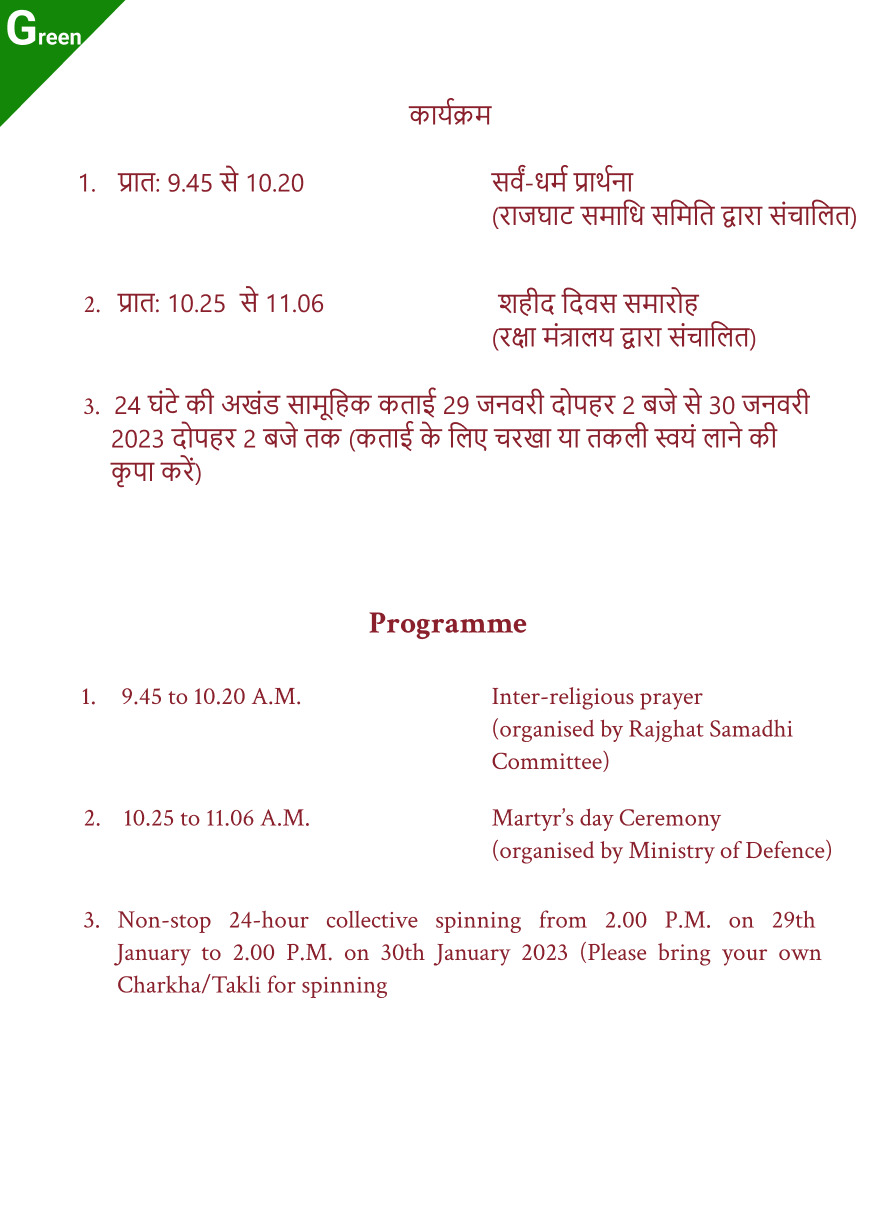 Green
कार्यक्रम
1. प्रात: 9.45 से 10.20 सर्वं-धर्म प्रार्थना
(राजघाट समाधि समिति द्वारा संचालित)
2. प्रात: 10.25 से 11.06 शहीद दिवस समारोह
(रक्षा मंत्रालय द्वारा संचालित)
3. 24 घंटे की अखंड सामूहिक कताई 29 जनवरी दोपहर 2 बजे से 30 जनवरी
2023 दोपहर 2 बजे तक (कताई के लिए चरखा या तकली स्वयं लाने की
कृपा करें)
Programme
1. 9.45 to 10.20 A.M. Inter-religious prayer
(organised by Rajghat Samadhi
Committee)
2. 10.25 to 11.06 A.M. Martyr’s day Ceremony
(organised by Ministry of Defence)
3. Non-stop 24-hour collective spinning from 2.00 P.M. on 29th
January to 2.00 P.M. on 30th January 2023 (Please bring your own
Charkha/Takli for spinning